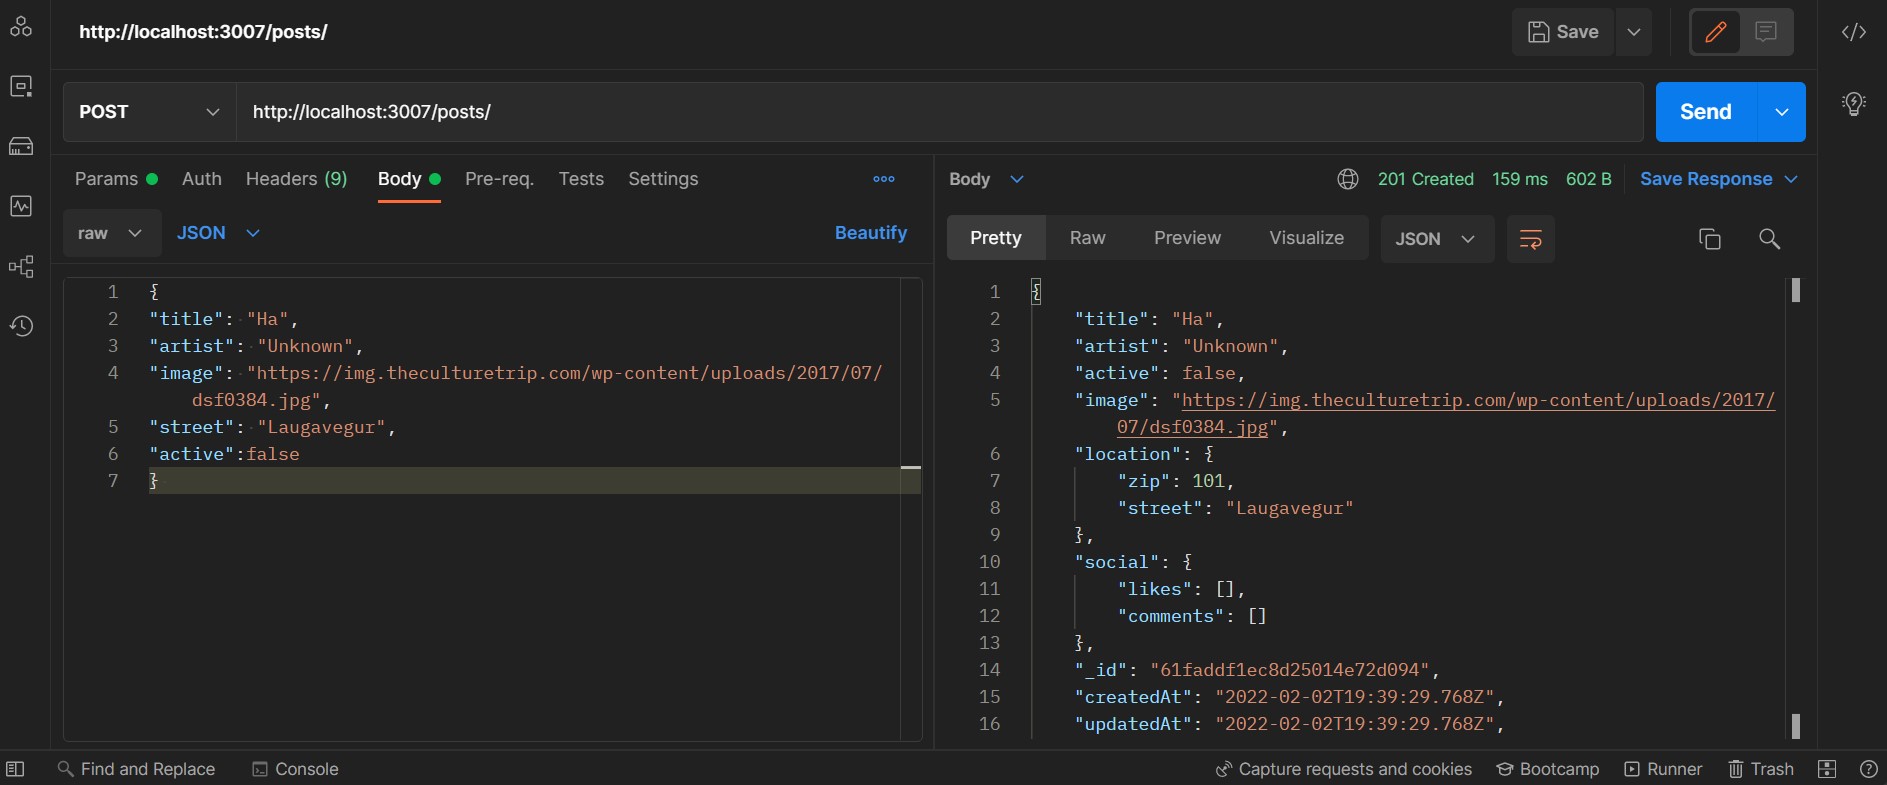 http://localhost:3007/posts/
Save
POST
http://localhost:3007/posts/
Send
Params Auth Headers (9) Body Pre-req. Tests Settings
raw JSON Beautify
1 {
2 "title": "Ha",
3 "artist": "Unknown",
4 "image": "https://img.theculturetrip.com/wp-content/uploads/2017/07/
dsf0384.jpg",
5 "street": "Laugavegur",
6 "active":false
7 }
Body 201 Created 159 ms 602 B Save Response
Pretty Raw Preview Visualize JSON
1 {
2 "title": "Ha",
3 "artist": "Unknown",
4 "active": false,
5 "image": "https://img.theculturetrip.com/wp-content/uploads/2017/
07/dsf0384.jpg",
6 "location": {
7 "zip": 101,
8 "street": "Laugavegur"
9 },
10 "social": {
11 "likes": [],
12 "comments": []
13 },
14 "_id": "61faddf1ec8d25014e72d094",
15 "createdAt": "2022-02-02T19:39:29.768Z",
16 "updatedAt": "2022-02-02T19:39:29.768Z",
Find and Replace Console Capture requests and cookies Bootcamp Runner Trash